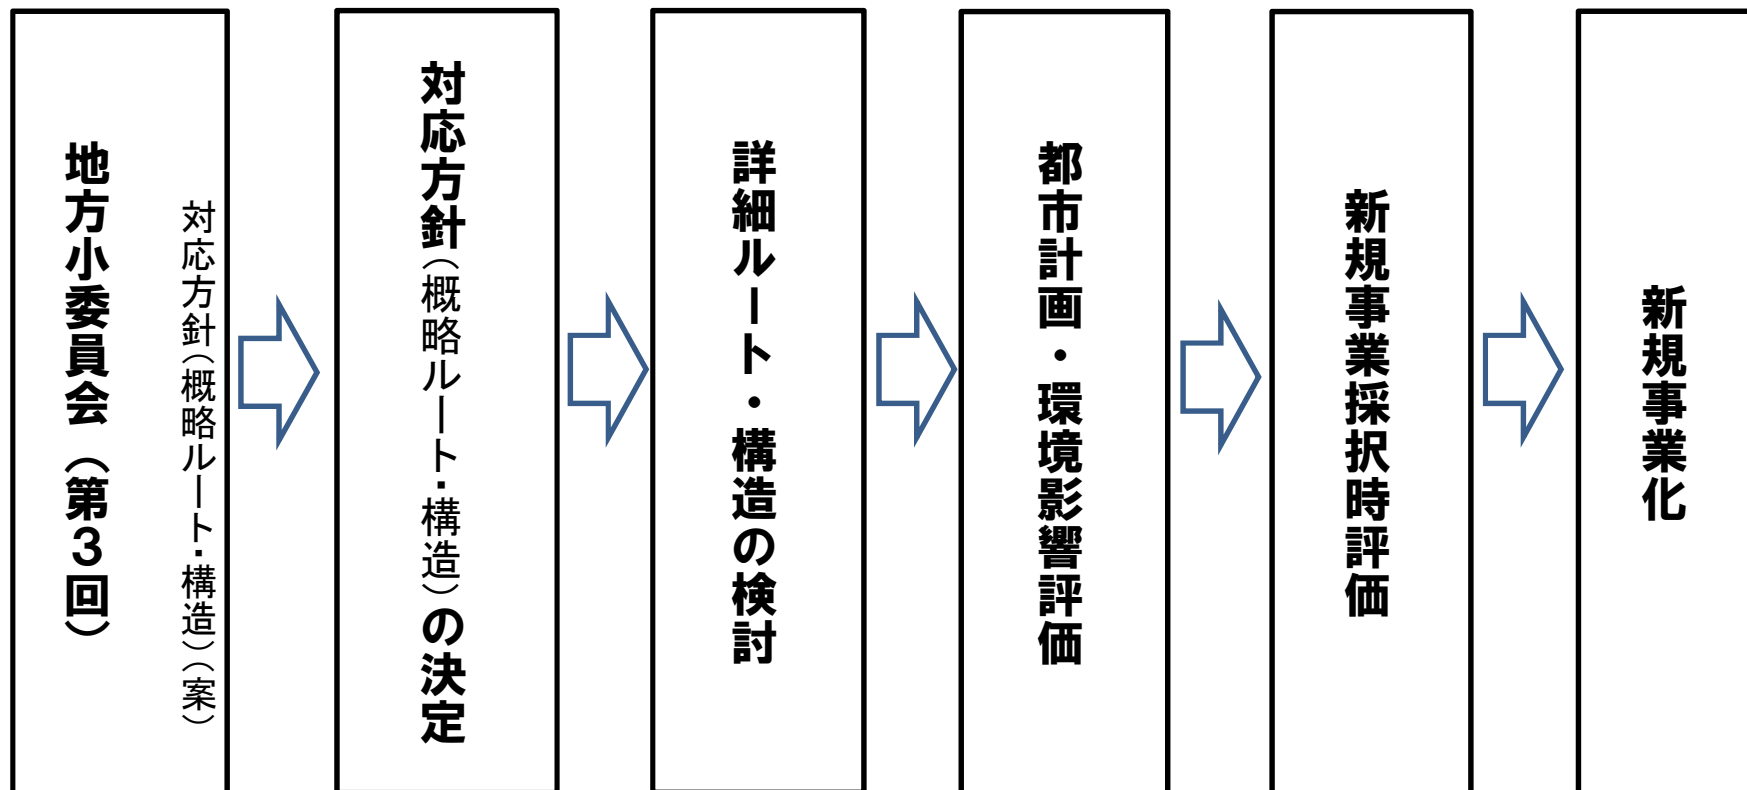 地方小委員会（第３回）
対応方針（概略ルート・構造）（案）
対応方針（概略ルート・構造）の決定
詳細ルート・構造の検討
都市計画・環境影響評価
新規事業採択時評価
新規事業化